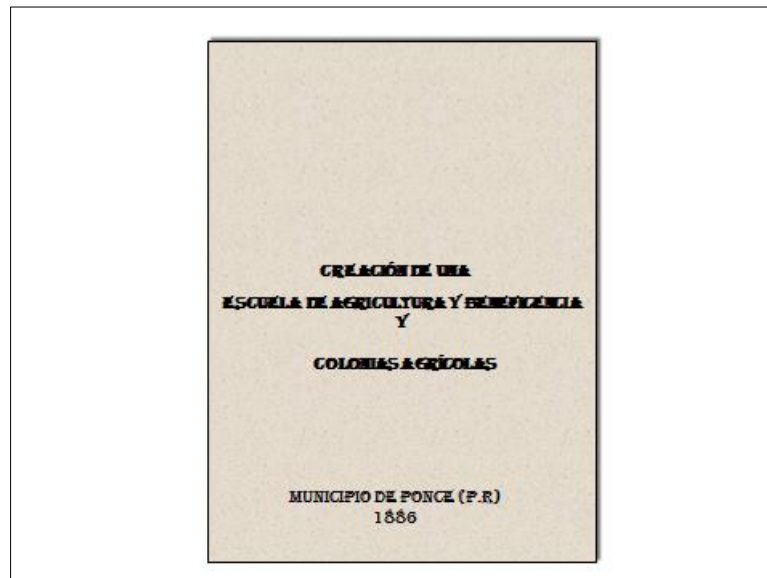 CREACIÓN DE UNA
ESCUELA DE AGRICULTURA Y BENEFICENCIA
Y
COLONIAS AGRÍCOLAS
MUNICIPIO DE PONCE (P.R)
1886